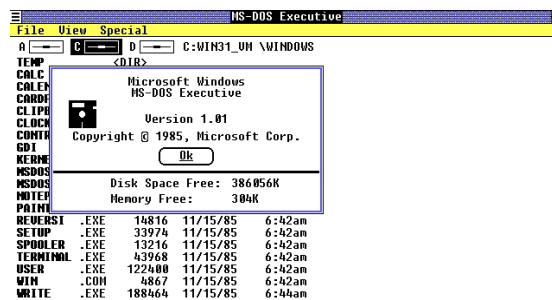 MS-DOS Executive
File View Special
A C D C:WIN31_VM \WINDOWS
TEMP <DIR>
CALC
CALEN
CARDF
CLIPB
CLOCK
CONTR
GDI
KERNE
MSDOS
MSDOS
NOTEP
PAINT
Microsoft Windows
MS-DOS Executive
Version 1.01
Copyright © 1985, Microsoft Corp.
Ok
Disk Space Free: 386056K
Memory Free: 304K
REVERSI .EXE 14816 11/15/85 6:42am
SETUP .EXE 33974 11/15/85 6:42am
SPOOLER .EXE 13216 11/15/85 6:42am
TERMINAL .EXE 43968 11/15/85 6:42am
USER .EXE 122400 11/15/85 6:42am
WIN .COM 4867 11/15/85 6:42am
WRITE .EXE 188464 11/15/85 6:44am